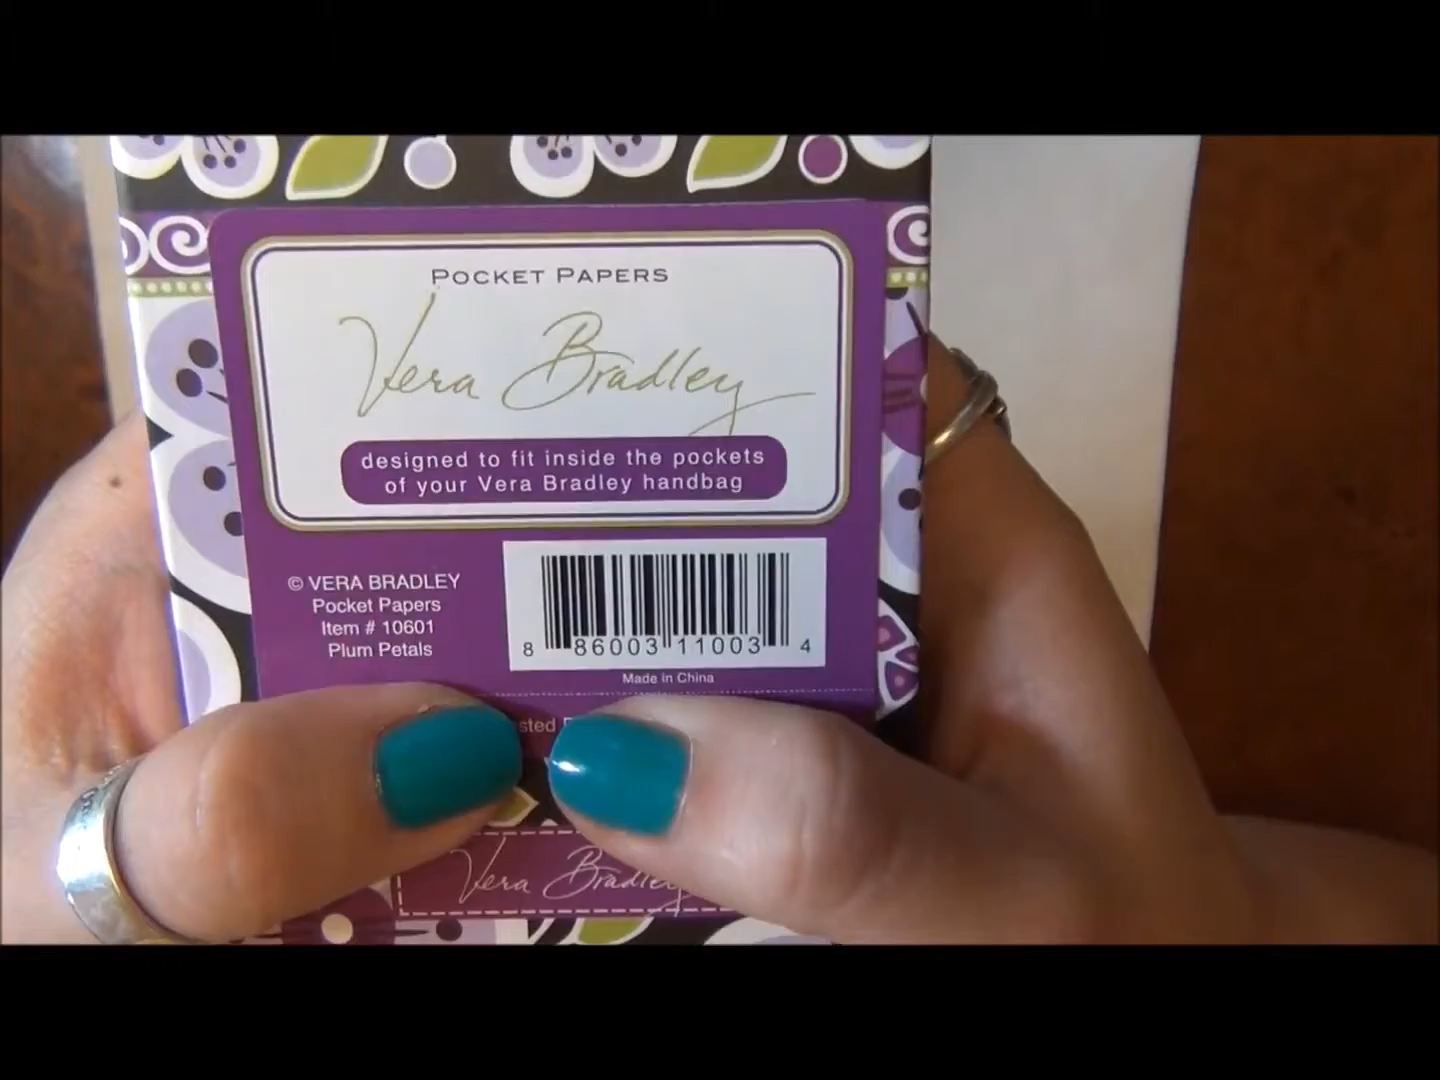 POCKET PAPERS
Vera Bradley
designed to fit inside the pockets
of your Vera Bradley handbag
© VERA BRADLEY
Pocket Papers
Item # 10601
Plum Petals
8 86003 11003 4
Made in China
Vera Bradley